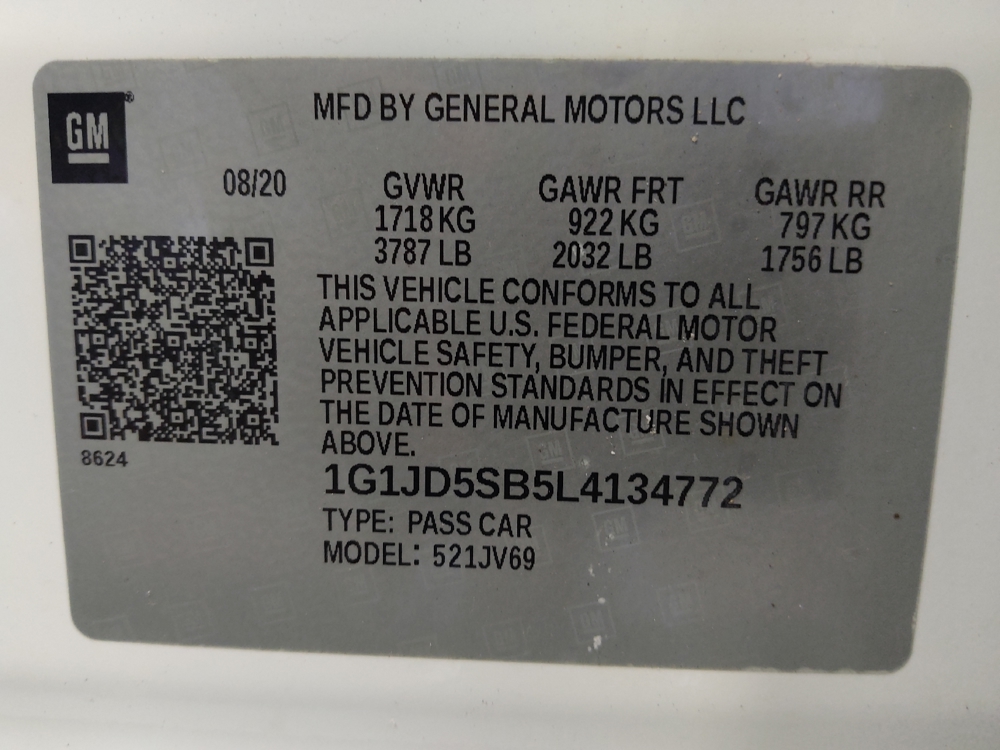 GM
MFD BY GENERAL MOTORS LLC
08/20
GVWR GAWR FRT GAWR RR
1718 KG 922 KG 797 KG
3787 LB 2032 LB 1756 LB
THIS VEHICLE CONFORMS TO ALL
APPLICABLE U.S. FEDERAL MOTOR
VEHICLE SAFETY, BUMPER, AND THEFT
PREVENTION STANDARDS IN EFFECT ON
THE DATE OF MANUFACTURE SHOWN
ABOVE.
8624
1G1JD5SB5L4134772
TYPE: PASS CAR
MODEL: 521JV69